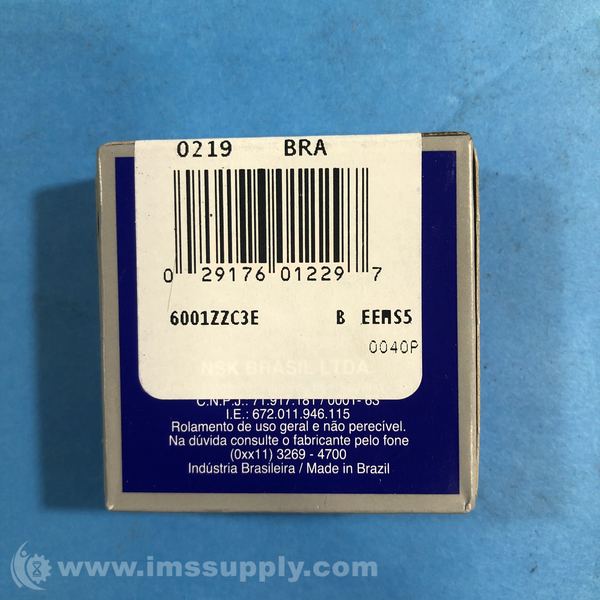 0219 BRA
0 29176 01229 7
6001ZZC3E B EEMS5
0040P
NSK BRASIL LTDA.
C.N.P.J.: 71.917.181 / 0001- 63
I.E.: 672.011.946.115
Rolamento de uso geral e não perecível.
Na dúvida consulte o fabricante pelo fone
(0xx11) 3269 - 4700
Indústria Brasileira / Made in Brazil
www.imssupply.com